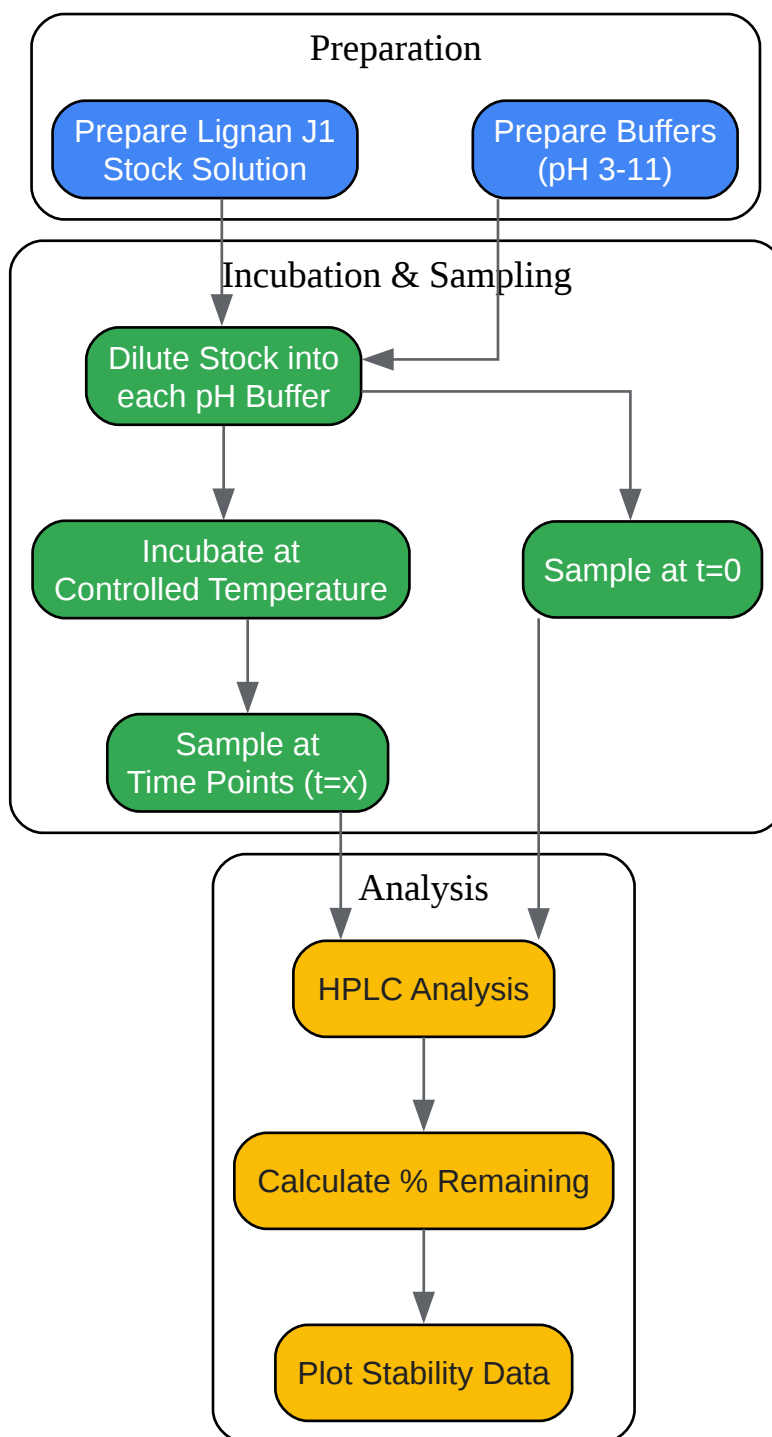 Preparation
Prepare Lignan J1
Stock Solution
Prepare Buffers
(pH 3-11)
Incubation & Sampling
Dilute Stock into
each pH Buffer
Incubate at
Controlled Temperature
Sample at t=0
Sample at
Time Points (t=x)
Analysis
HPLC Analysis
Calculate % Remaining
Plot Stability Data